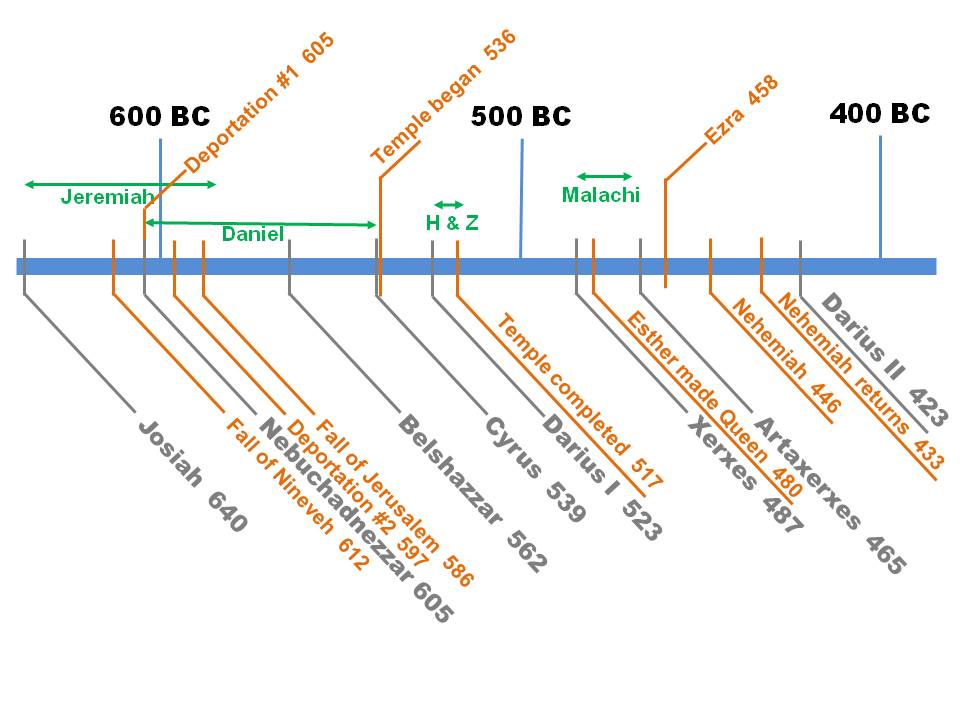 600 BC
500 BC
400 BC
Deportation #1 605
Temple began 536
Ezra 458
Jeremiah
Daniel
H & Z
Malachi
Josiah 640
Fall of Nineveh 612
Nebuchadnezzar 605
Deportation #2 597
Fall of Jerusalem 586
Belshazzar 562
Cyrus 539
Darius I 523
Temple completed 517
Xerxes 487
Esther made Queen 480
Artaxerxes 465
Nehemiah 446
Nehemiah returns 433
Darius II 423